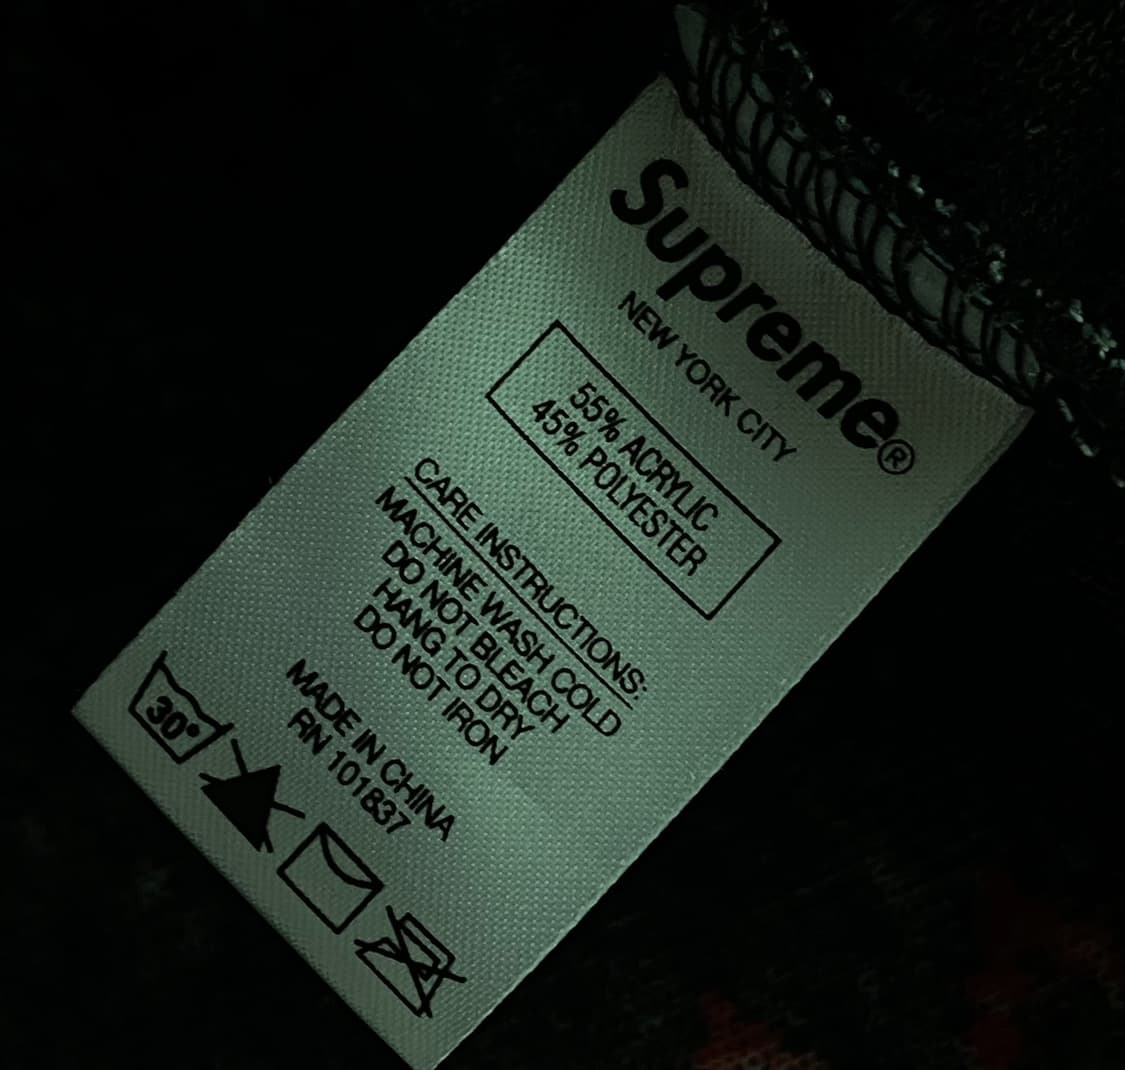 Supreme®
NEW YORK CITY
55% ACRYLIC
45% POLYESTER
CARE INSTRUCTIONS:
MACHINE WASH COLD
DO NOT BLEACH
HANG TO DRY
DO NOT IRON
MADE IN CHINA
RN 101837
30°